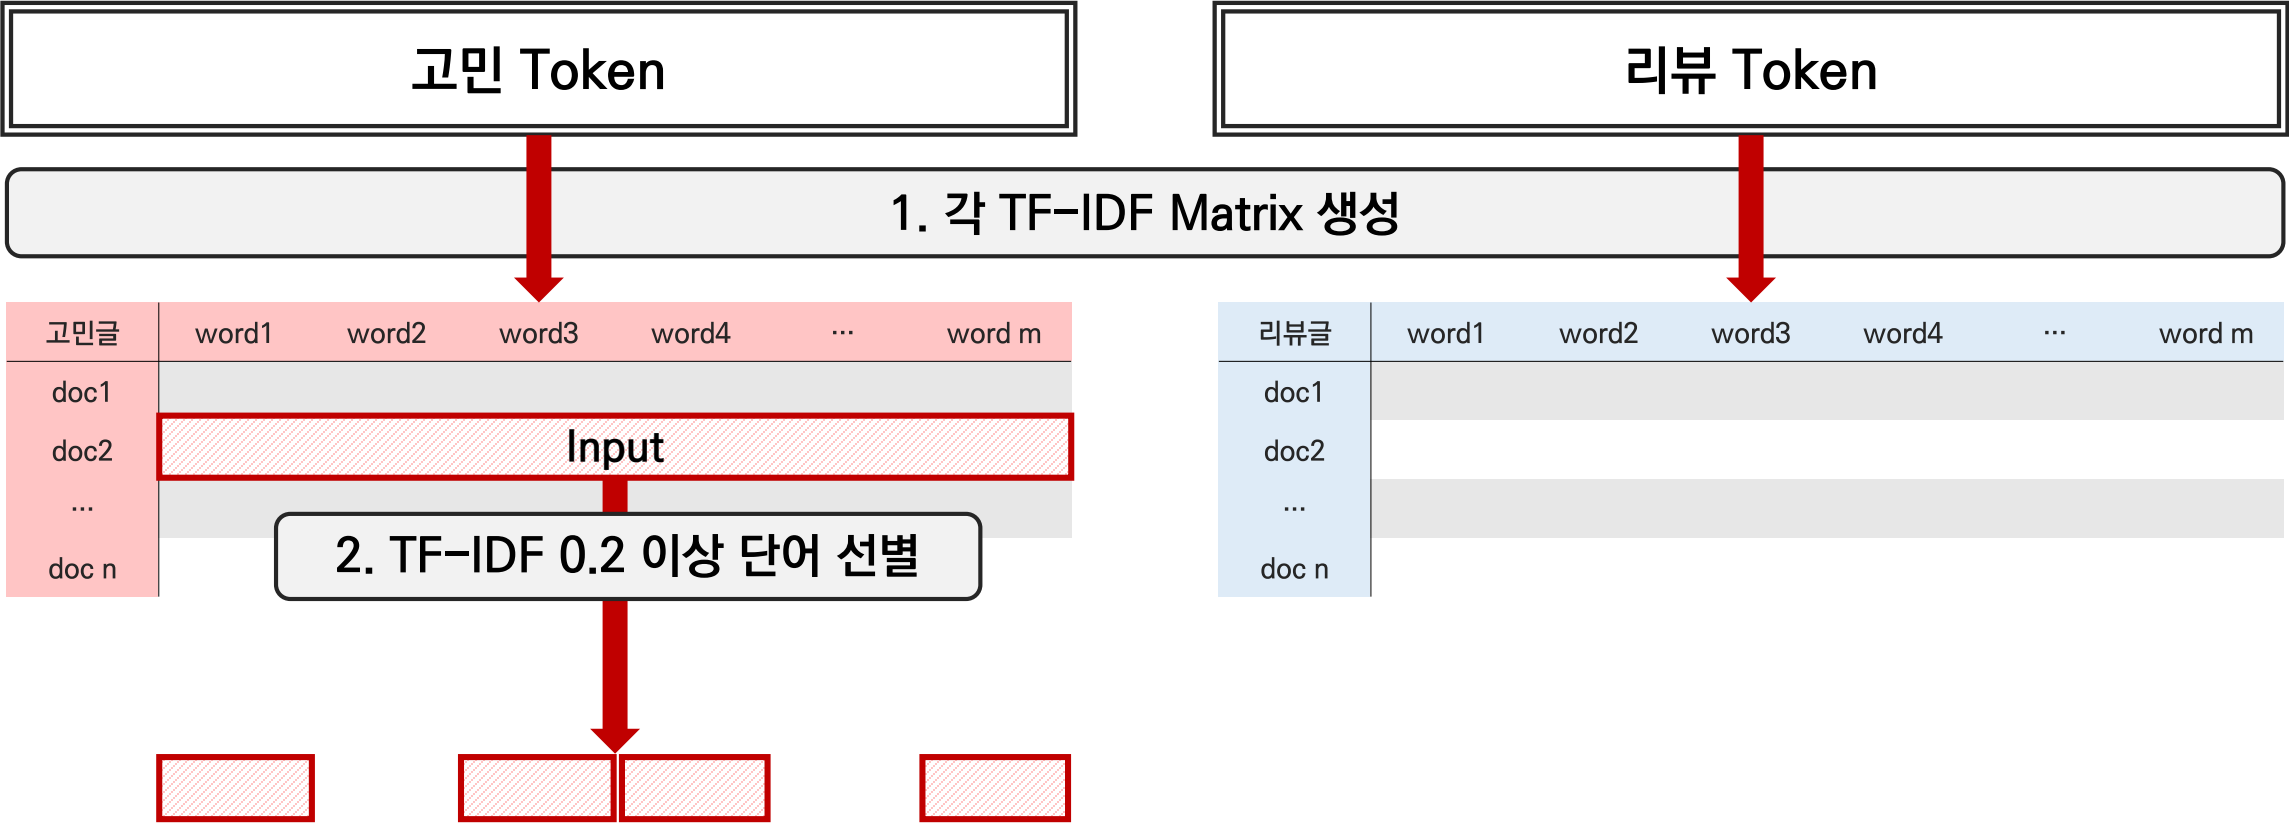 고민 Token
리뷰 Token
1. 각 TF-IDF Matrix 생성
고민글 word1 word2 word3 word4 ··· word m
doc1
doc2 Input
···
doc n
리뷰글 word1 word2 word3 word4 ··· word m
doc1
doc2
···
doc n
2. TF-IDF 0.2 이상 단어 선별